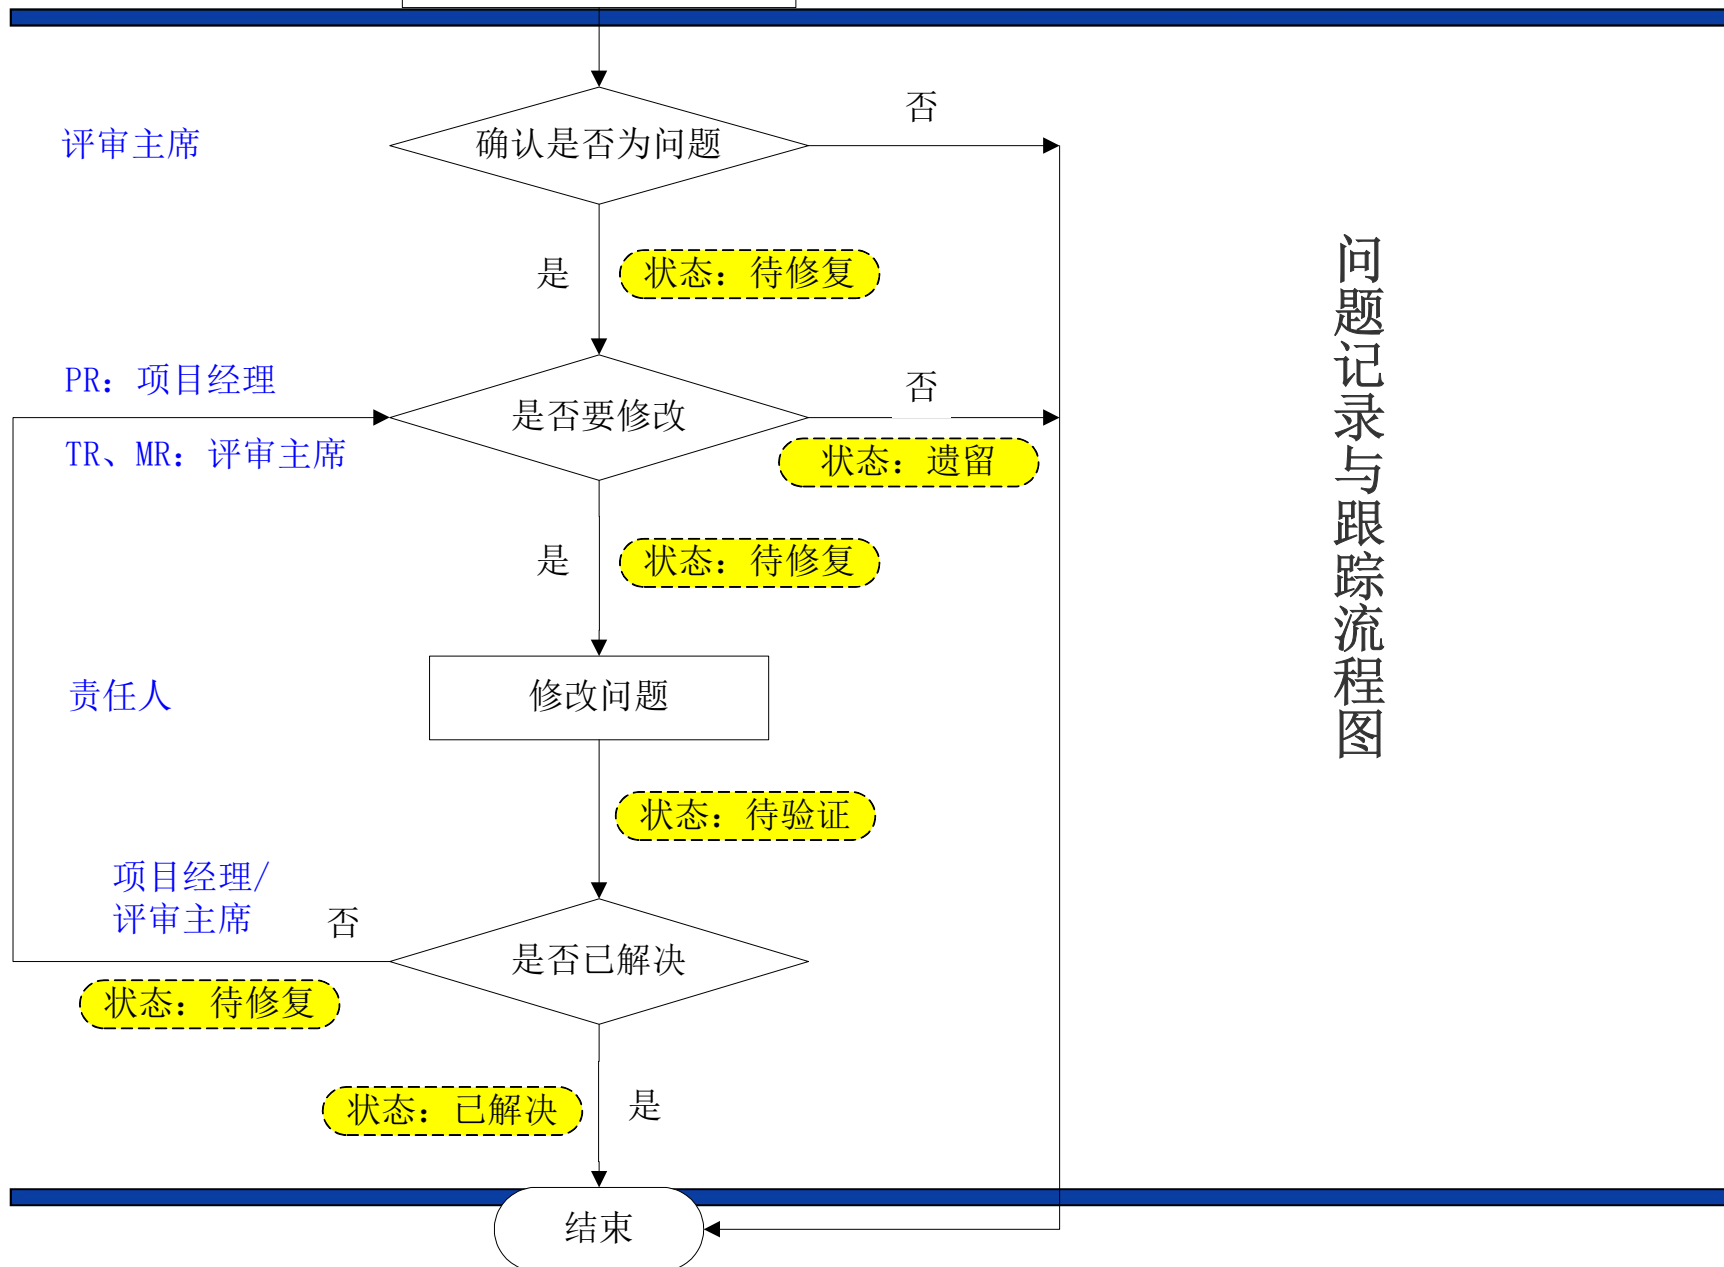 评审主席
确认是否为问题
否
是
状态：待修复
问题记录与跟踪流程图
PR：项目经理
是否要修改
否
TR、MR：评审主席
状态：遗留
是
状态：待修复
责任人
修改问题
状态：待验证
项目经理/
评审主席
否
是否已解决
状态：待修复
状态：已解决
是
结束